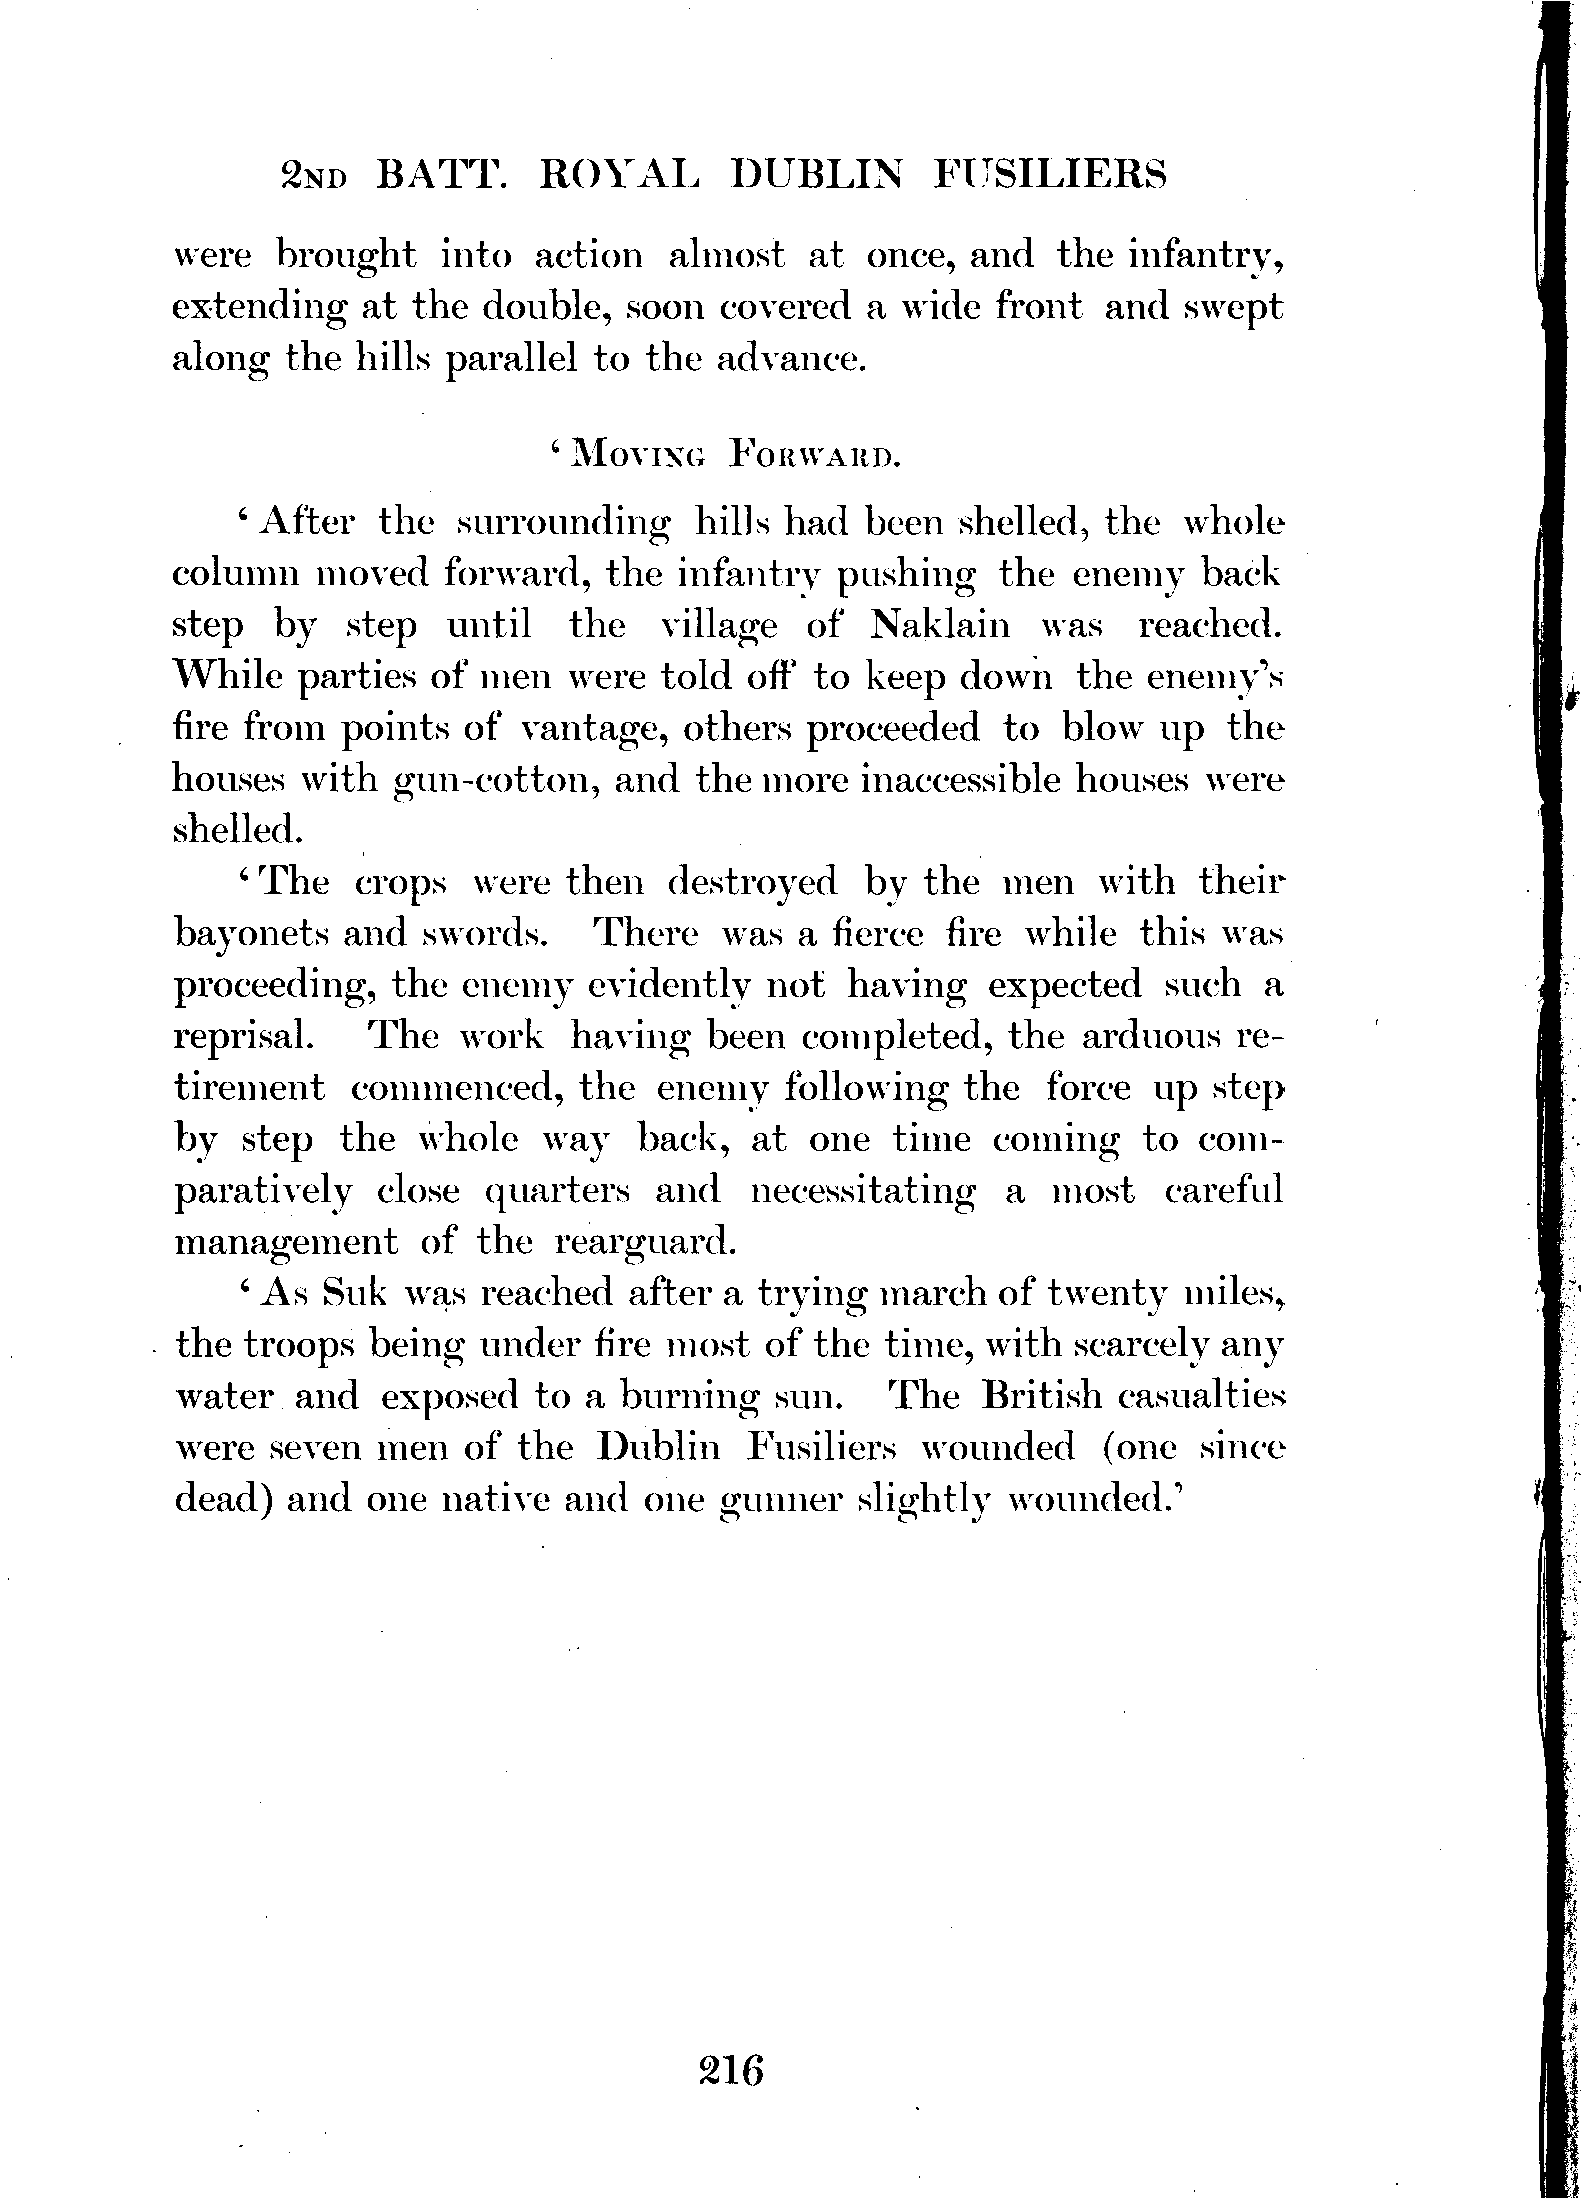 2ND BATT. ROYAL DUBLIN FUSILIERS
were brought into action almost at once, and the infantry,
extending at the double, soon covered a wide front and swept
along the hills parallel to the advance.
‘ MOVING FORWARD.
‘ After the surrounding hills had been shelled, the whole
column moved forward, the infantry pushing the enemy back
step by step until the village of Naklain was reached.
While parties of men were told off to keep down the enemy's
fire from points of vantage, others proceeded to blow up the
houses with gun-cotton, and the more inaccessible houses were
shelled.
‘ The crops were then destroyed by the men with their
bayonets and swords. There was a fierce fire while this was
proceeding, the enemy evidently not having expected such a
reprisal. The work having been completed, the arduous re-
tirement commenced, the enemy following the force up step
by step the whole way back, at one time coming to com-
paratively close quarters and necessitating a most careful
management of the rearguard.
‘ As Suk was reached after a trying march of twenty miles,
the troops being under fire most of the time, with scarcely any
water and exposed to a burning sun. The British casualties
were seven men of the Dublin Fusiliers wounded (one since
dead) and one native and one gunner slightly wounded.’
216